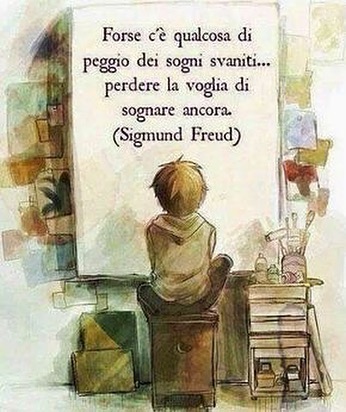 Forse c'è qualcosa di
peggio dei sogni svaniti...
perdere la voglia di
sognare ancora.
(Sigmund Freud)